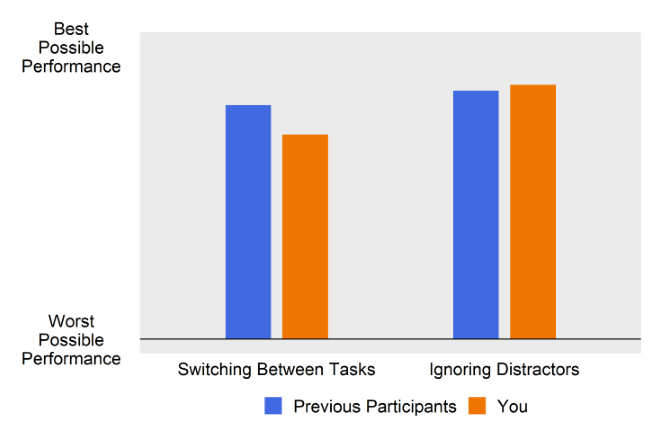 Best
Possible
Performance
Worst
Possible
Performance
Switching Between Tasks
Ignoring Distractors
Previous Participants
You